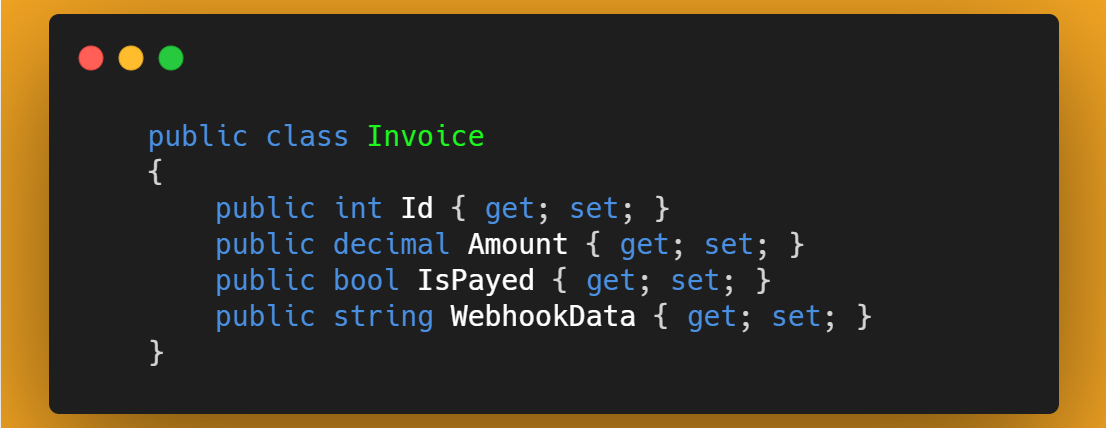 public class Invoice
{
    public int Id { get; set; }
    public decimal Amount { get; set; }
    public bool IsPayed { get; set; }
    public string WebhookData { get; set; }
}